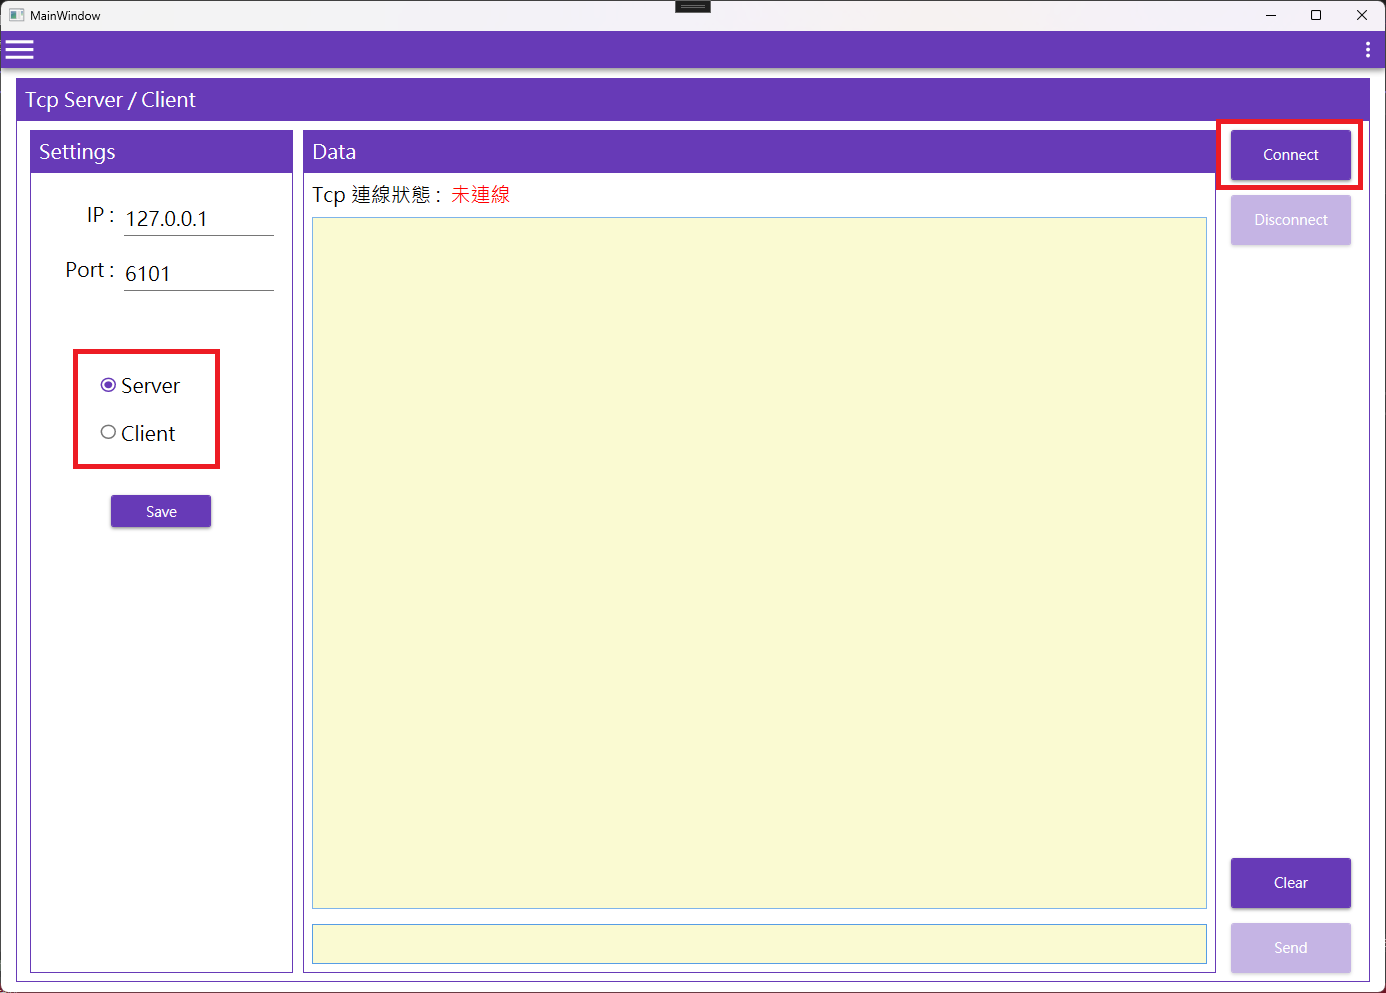 MainWindow
Tcp Server / Client
Settings
IP :
127.0.0.1
Port :
6101
Server
Client
Save
Data
Tcp 連線狀態 : 未連線
Connect
Disconnect
Clear
Send